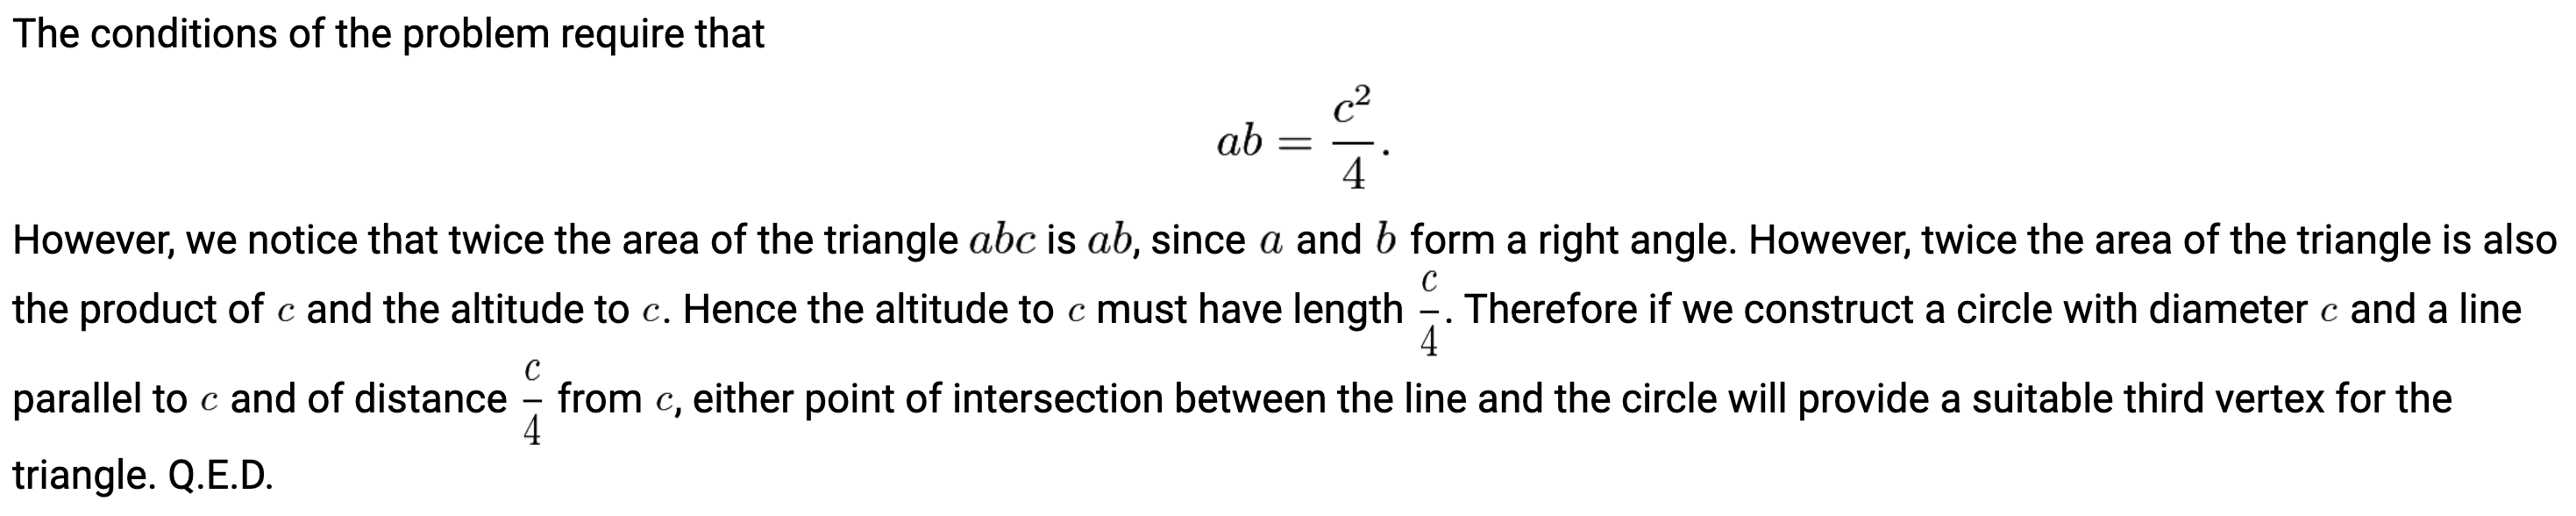 The conditions of the problem require that
ab = c²/4.
However, we notice that twice the area of the triangle abc is ab, since a and b form a right angle. However, twice the area of the triangle is also
the product of c and the altitude to c. Hence the altitude to c must have length c/4. Therefore if we construct a circle with diameter c and a line
parallel to c and of distance c/4 from c, either point of intersection between the line and the circle will provide a suitable third vertex for the
triangle. Q.E.D.